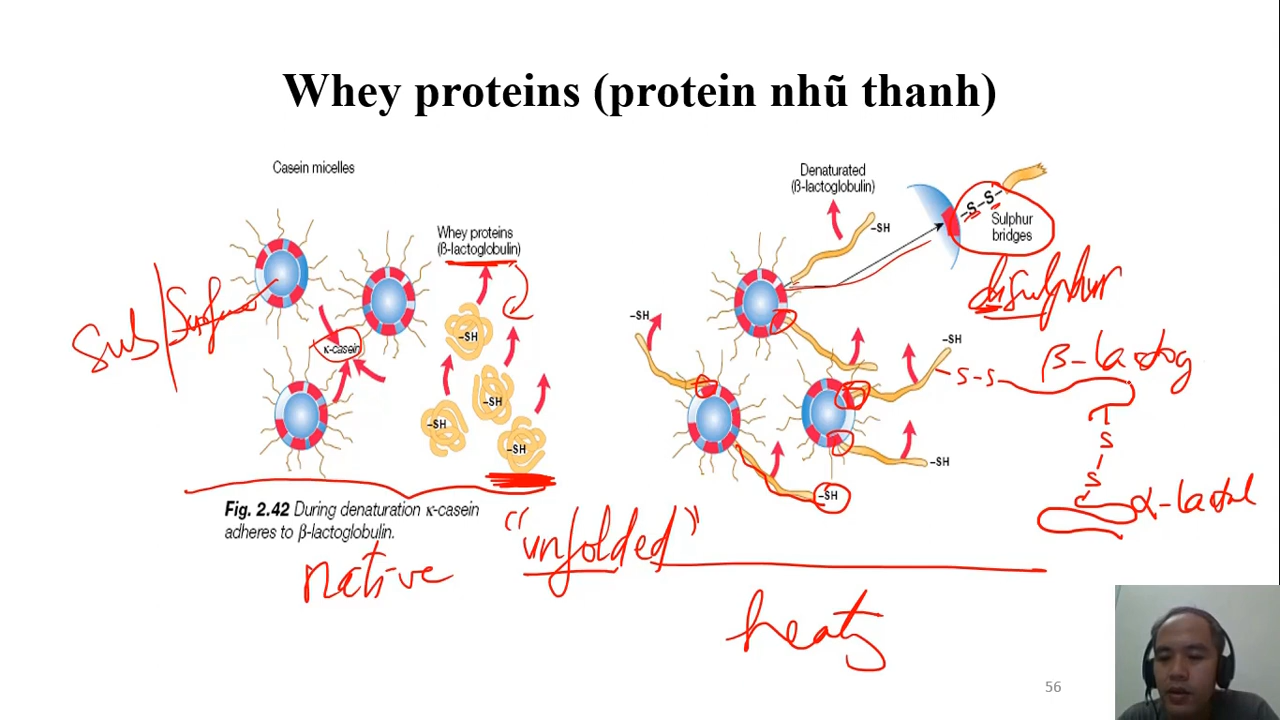 Whey proteins (protein nhũ thanh)
Casein micelles
Whey proteins
(β-lactoglobulin)
κ-casein
–SH
–SH
–SH
–SH
Fig. 2.42 During denaturation κ-casein
adheres to β-lactoglobulin.
sub/
native
"unfolded"
Denaturated
(β-lactoglobulin)
–SH
–S–S–
Sulphur
bridges
disulphur
–SH
–SH
–S–S–
β-lactog
S
S
α-lactal
–SH
–SH
heat
56